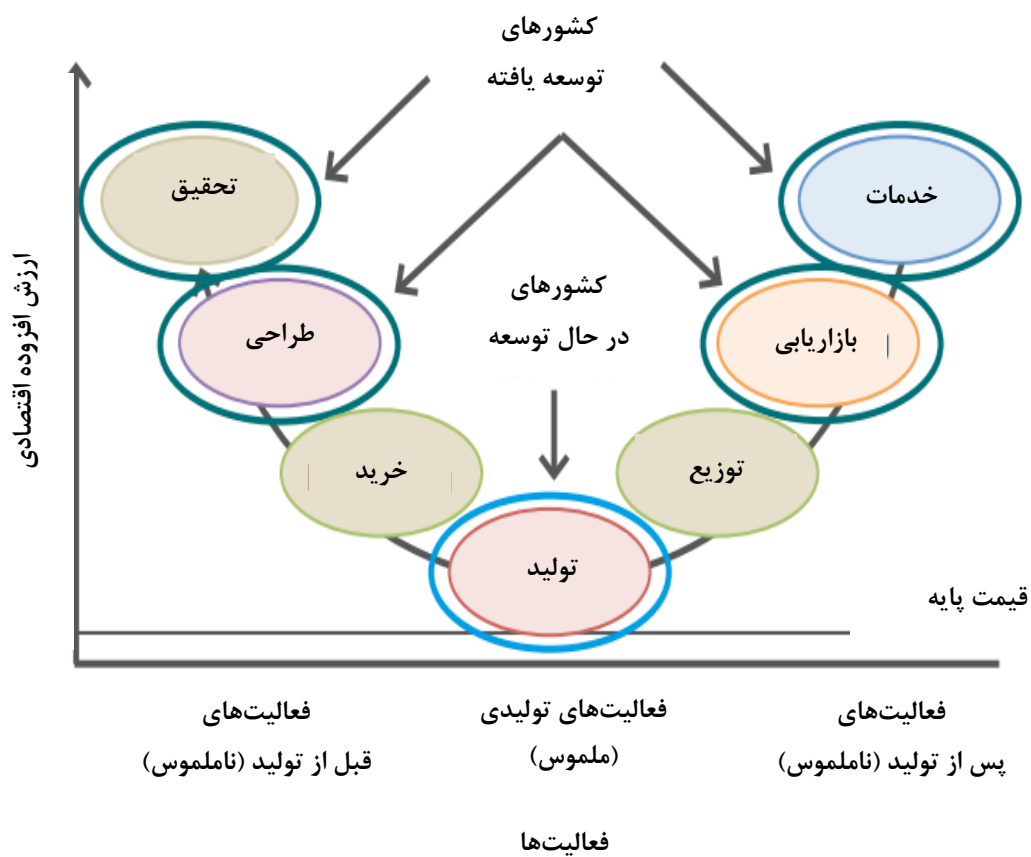 کشورهای
توسعه یافته
تحقیق
خدمات
ارزش افزوده اقتصادی
طراحی
کشورهای
در حال توسعه
بازاریابی
خرید
توزیع
تولید
قیمت پایه
فعالیت‌های
قبل از تولید (ناملموس)
فعالیت‌های تولیدی
(ملموس)
فعالیت‌های
پس از تولید (ناملموس)
فعالیت‌ها